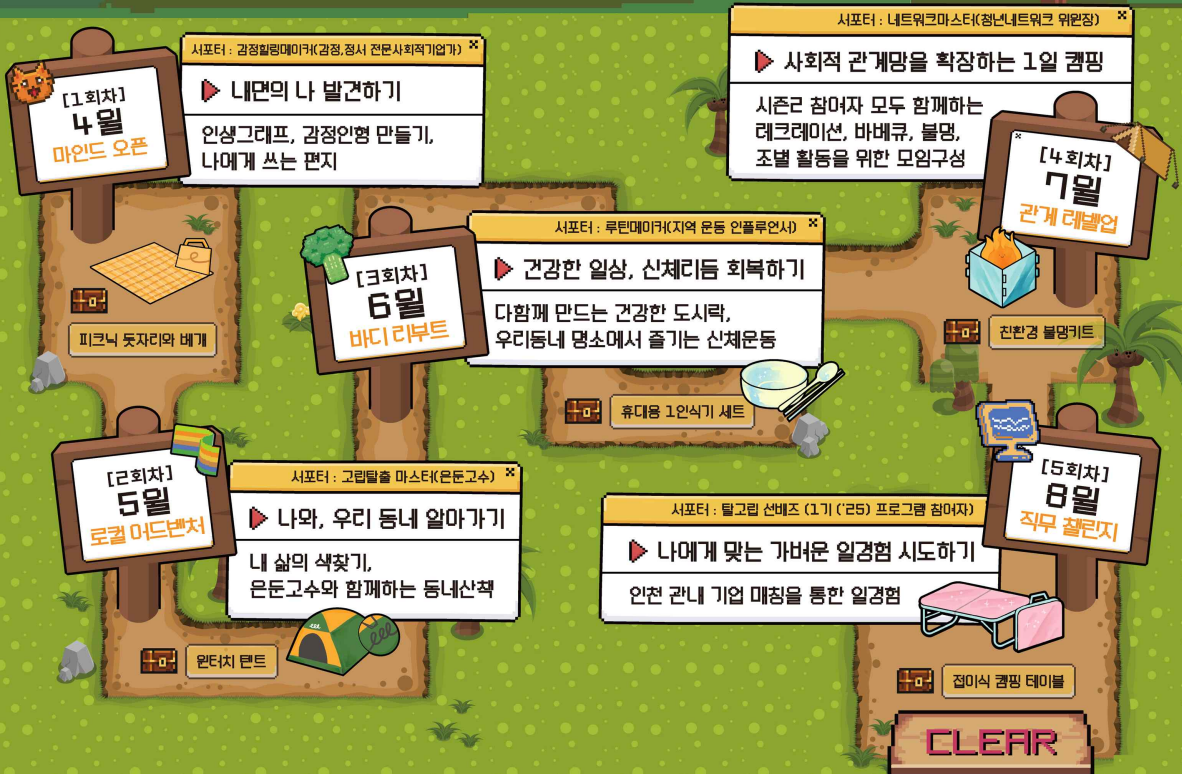 서포터 : 감정힐링메이커(감정,정서 전문사회적기업가)
[1회차]
4월
마인드 오픈
내면의 나 발견하기
인생그래프, 감정인형 만들기,
나에게 쓰는 편지
피크닉 돗자리와 베개
[2회차]
5월
로컬 어드벤처
서포터 : 고립탈출 마스터(은둔고수)
나와, 우리 동네 알아가기
내 삶의 색찾기,
은둔고수와 함께하는 동네산책
원터치 텐트
[3회차]
6월
바디 리부트
서포터 : 루틴메이커(지역 운동 인플루언서)
건강한 일상, 신체리듬 회복하기
다함께 만드는 건강한 도시락,
우리동네 명소에서 즐기는 신체운동
휴대용 1인식기 세트
서포터 : 네트워크마스터(청년네트워크 위원장)
사회적 관계망을 확장하는 1일 캠핑
시즌2 참여자 모두 함께하는
레크레이션, 바베큐, 불멍,
조별 활동을 위한 모임구성
[4회차]
7월
관계 레벨업
친환경 불멍키트
[5회차]
8월
직무 챌린지
서포터 : 탈고립 선배즈 (1기 ('25) 프로그램 참여자)
나에게 맞는 가벼운 일경험 시도하기
인천 관내 기업 매칭을 통한 일경험
접이식 캠핑 테이블
CLEAR